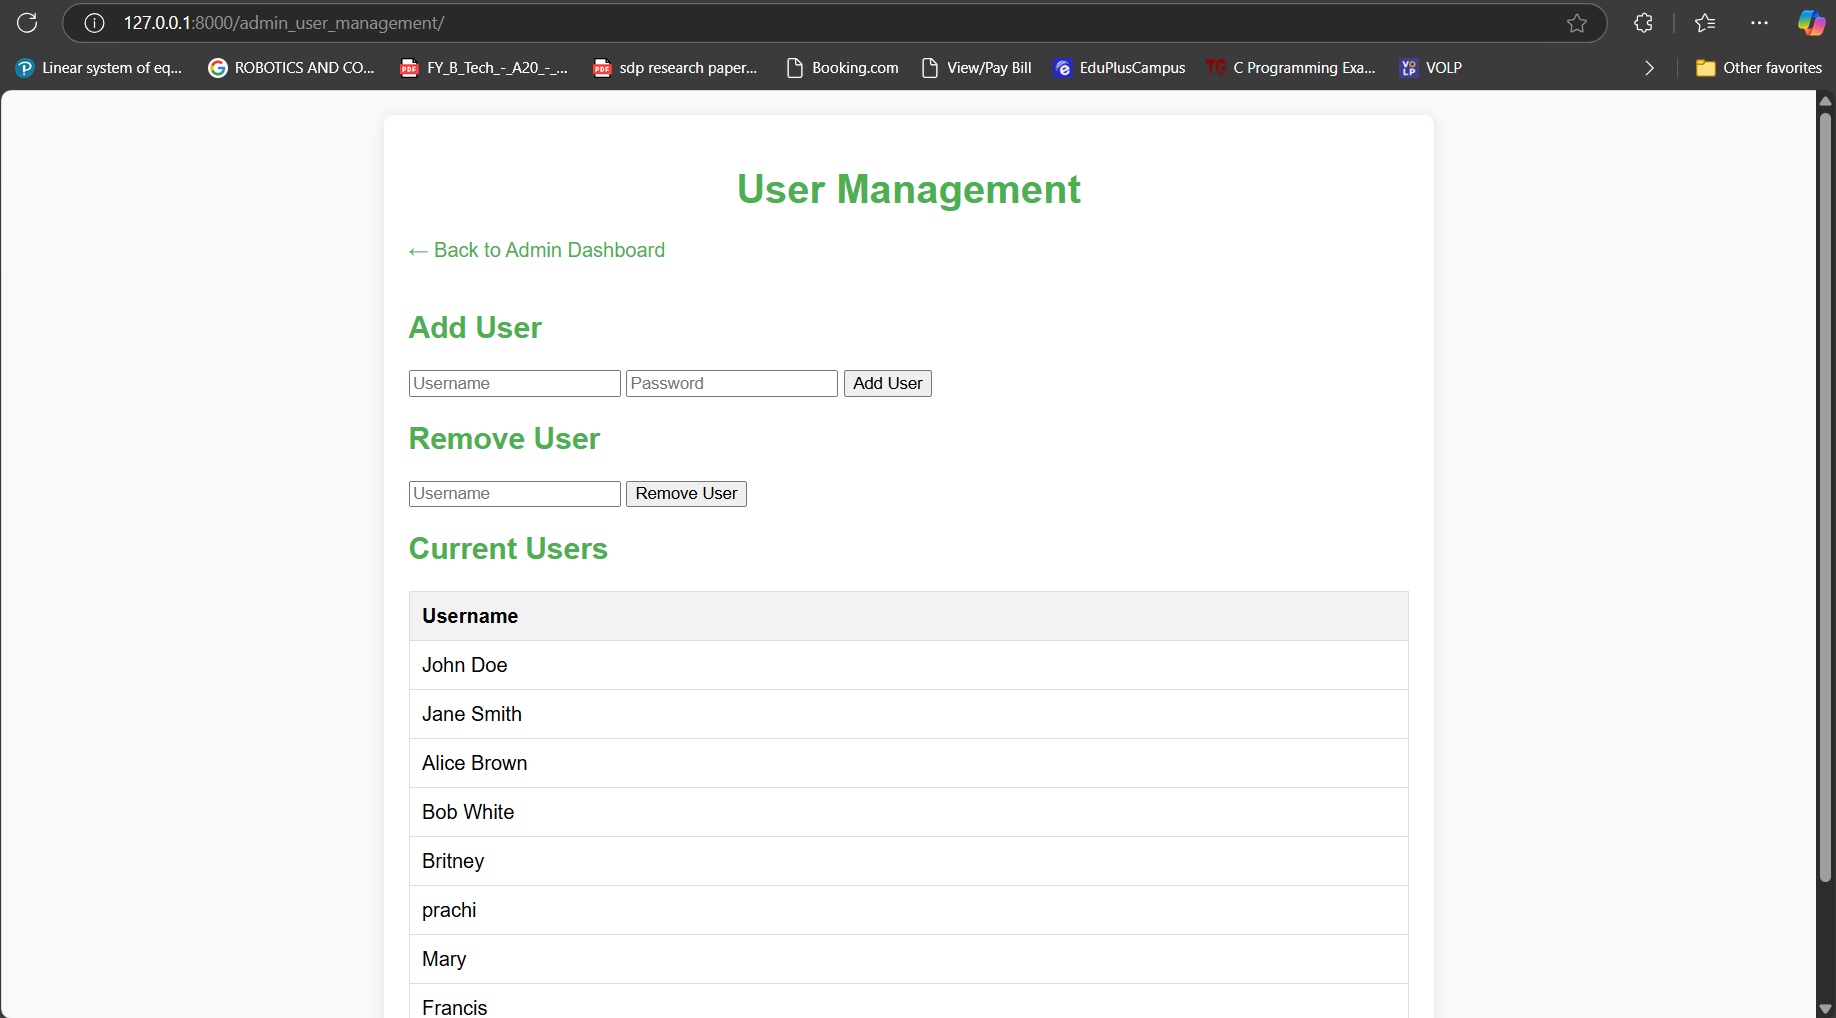 127.0.0.1:8000/admin_user_management/
Linear system of eq... ROBOTICS AND CO... FY_B_Tech_-_A20_-_... sdp research paper... Booking.com View/Pay Bill EduPlusCampus C Programming Exa... VOLP Other favorites
User Management
← Back to Admin Dashboard
Add User
Username Password Add User
Remove User
Username Remove User
Current Users
Username
John Doe
Jane Smith
Alice Brown
Bob White
Britney
prachi
Mary
Francis